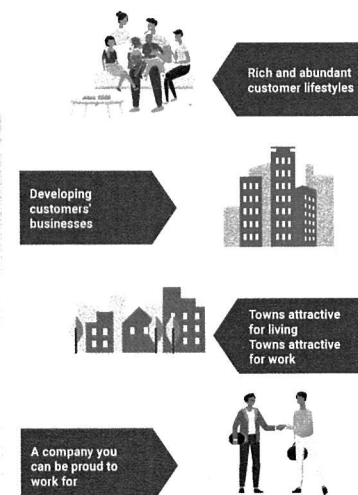 Rich and abundant
customer lifestyles
Developing
customers'
businesses
Towns attractive
for living
Towns attractive
for work
A company you
can be proud to
work for